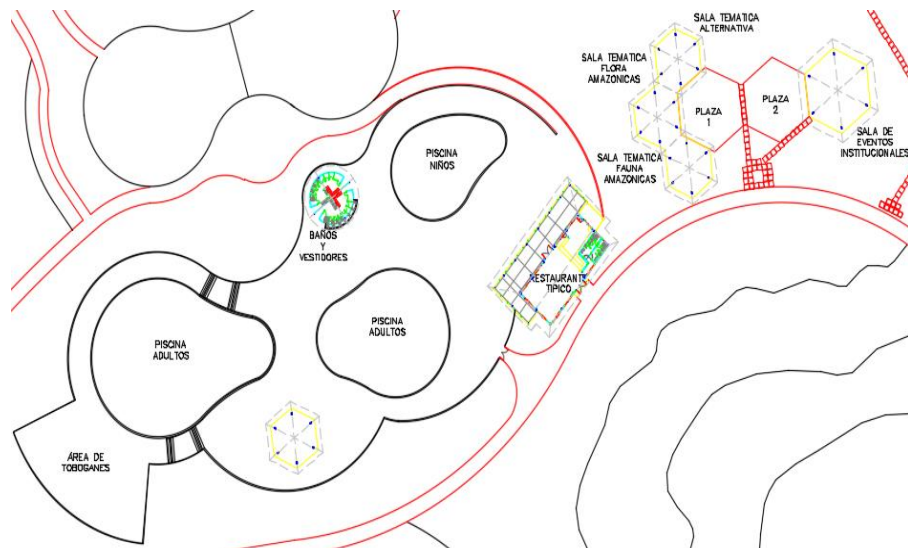 SALA TEMATICA
ALTERNATIVA
SALA TEMATICA
FLORA
AMAZONICAS
PLAZA
1
PLAZA
2
SALA DE
EVENTOS
INSTITUCIONALES
SALA TEMATICA
FAUNA
AMAZONICAS
PISCINA
NIÑOS
BAÑOS
Y
VESTIDORES
RESTAURANT
TIPICO
PISCINA
ADULTOS
PISCINA
ADULTOS
ÁREA DE
TOBOGANES